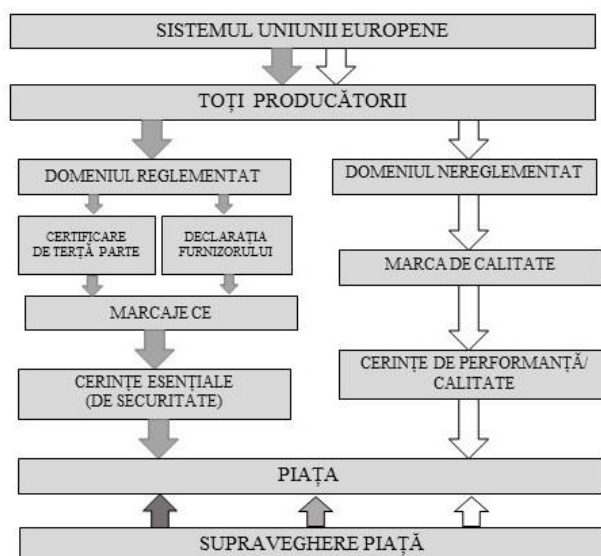 SISTEMUL UNIUNII EUROPENE
TOȚI PRODUCĂTORII
DOMENIUL REGLEMENTAT
DOMENIUL NEREGLEMENTAT
CERTIFICARE
DE TERȚĂ PARTE
DECLARAȚIA
FURNIZORULUI
MARCA DE CALITATE
MARCAJE CE
CERINȚE ESENȚIALE
(DE SECURITATE)
CERINȚE DE PERFORMANȚĂ/
CALITATE
PIAȚA
SUPRAVEGHERE PIAȚĂ